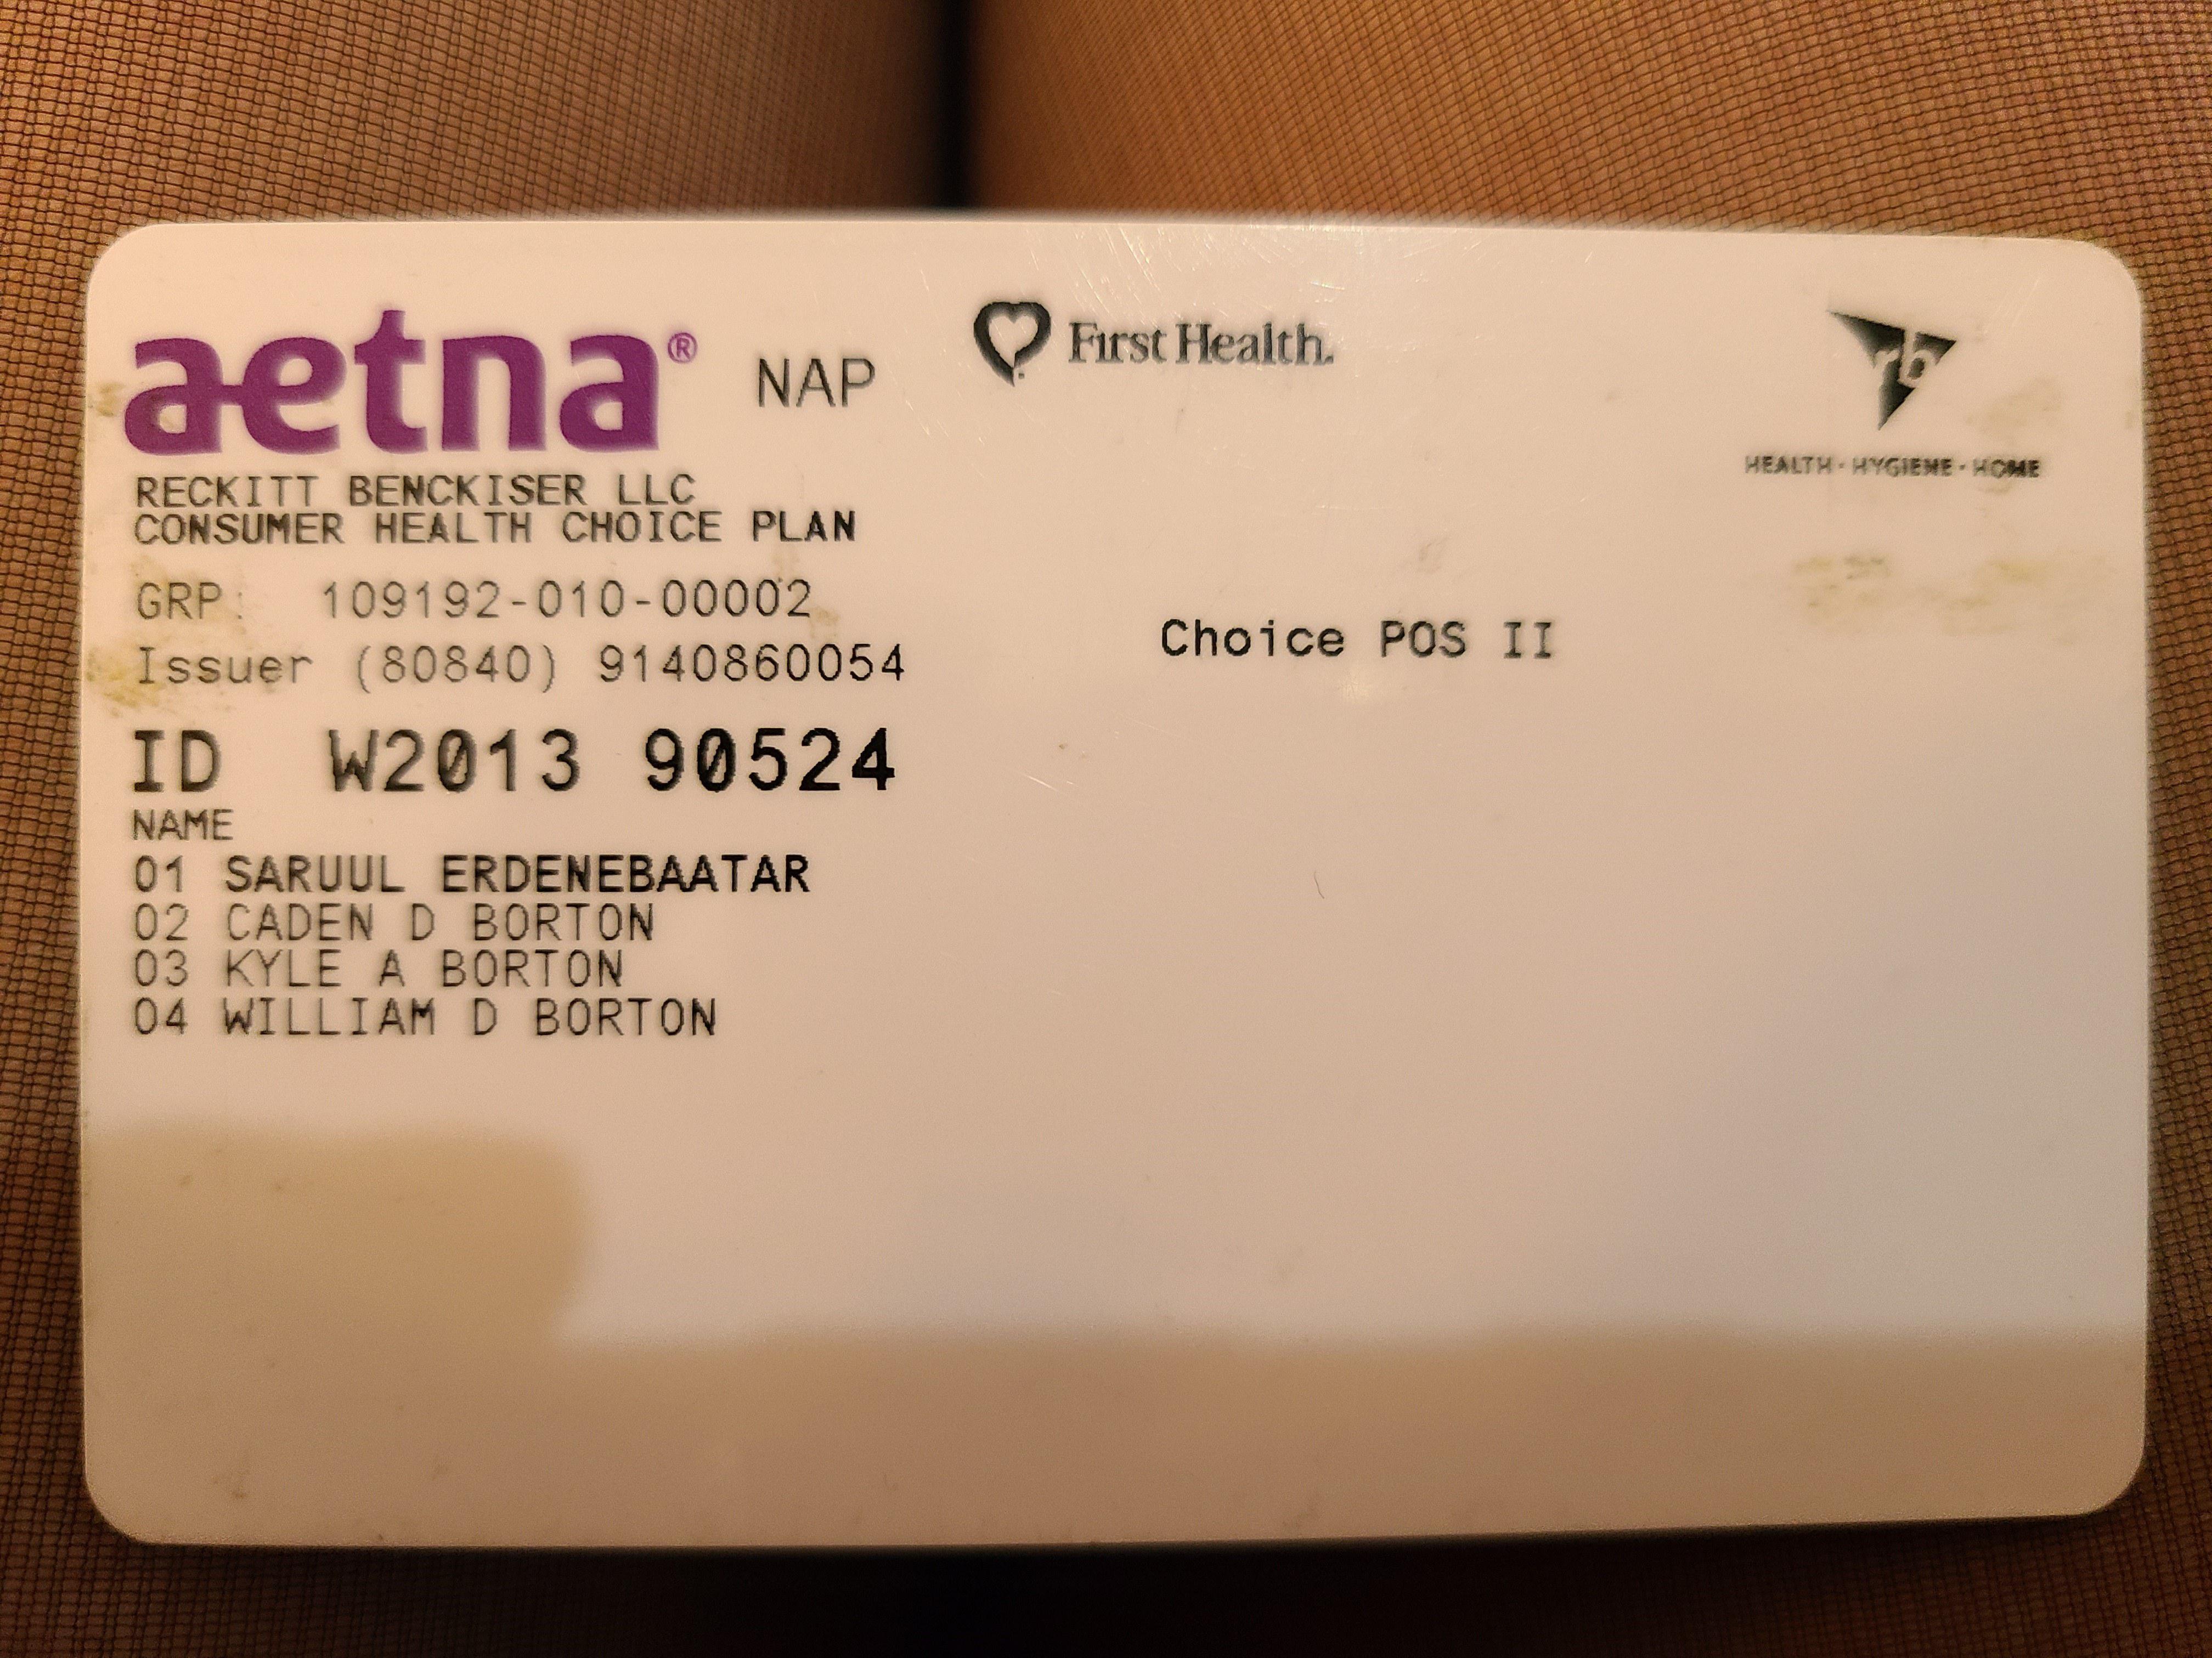 aetna® NAP First Health. rb
HEALTH · HYGIENE · HOME
RECKITT BENCKISER LLC
CONSUMER HEALTH CHOICE PLAN
GRP: 109192-010-00002
Choice POS II
Issuer (80840) 9140860054
ID W2013 90524
NAME
01 SARUUL ERDENEBAATAR
02 CADEN D BORTON
03 KYLE A BORTON
04 WILLIAM D BORTON